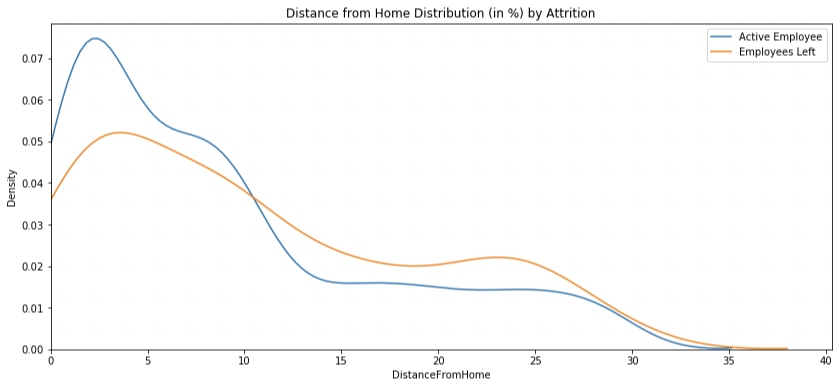 Distance from Home Distribution (in %) by Attrition
Active Employee
Employees Left
0.07
0.06
0.05
0.04
0.03
0.02
0.01
0.00
Density
0 5 10 15 20 25 30 35 40
DistanceFromHome